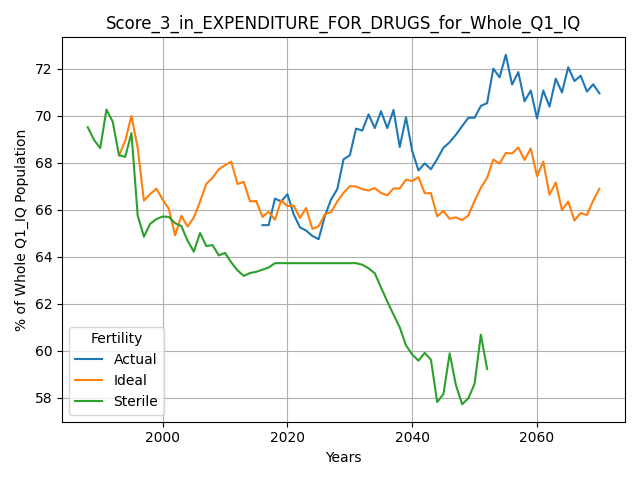 Score_3_in_EXPENDITURE_FOR_DRUGS_for_Whole_Q1_IQ
% of Whole Q1_IQ Population
72
70
68
66
64
62
60
58
Fertility
Actual
Ideal
Sterile
2000
2020
2040
2060
Years